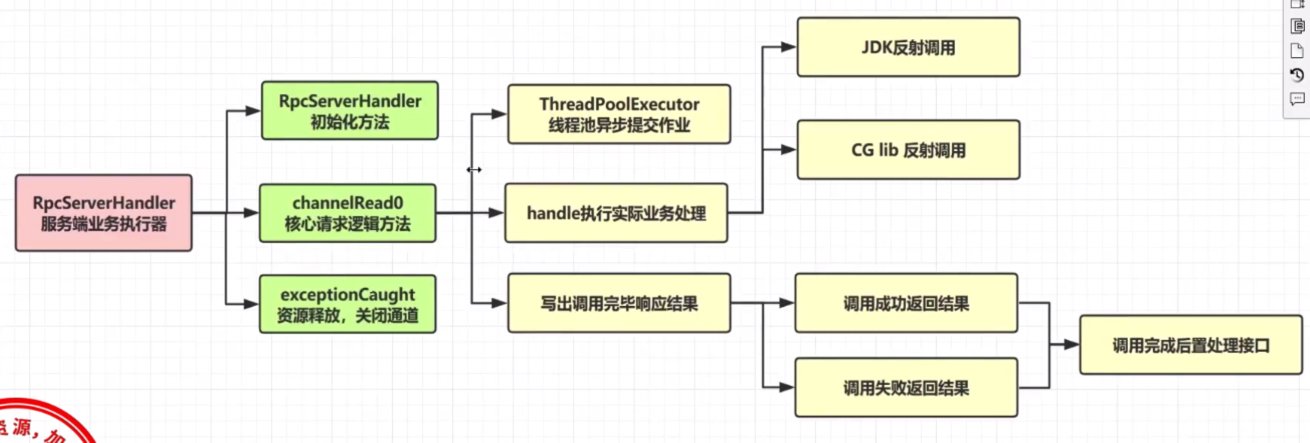 JDK反射调用
RpcServerHandler
初始化方法
ThreadPoolExecutor
线程池异步提交作业
CG lib 反射调用
RpcServerHandler
服务端业务执行器
channelRead0
核心请求逻辑方法
handle执行实际业务处理
exceptionCaught
资源释放，关闭通道
写出调用完毕响应结果
调用成功返回结果
调用完成后置处理接口
调用失败返回结果
源，加